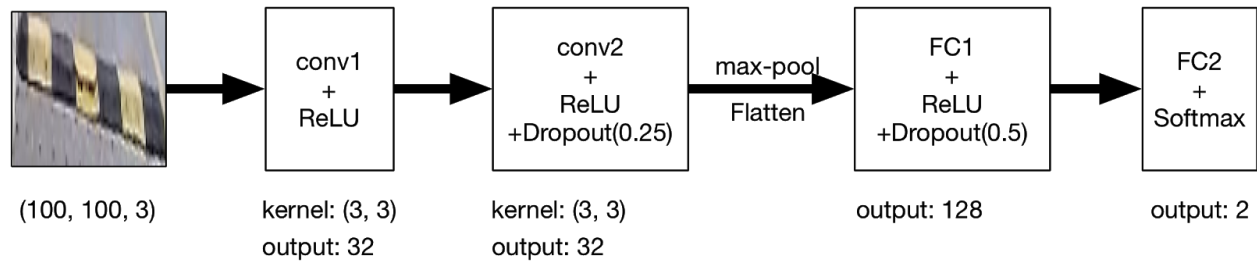 conv1
+
ReLU
conv2
+
ReLU
+Dropout(0.25)
max-pool
Flatten
FC1
+
ReLU
+Dropout(0.5)
FC2
+
Softmax
(100, 100, 3)
kernel: (3, 3)
output: 32
kernel: (3, 3)
output: 32
output: 128
output: 2